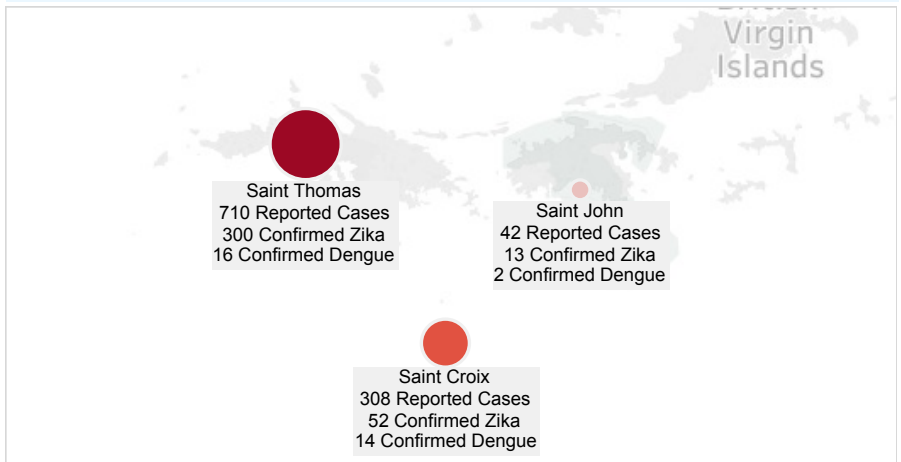 Virgin
Islands
Saint Thomas
710 Reported Cases
300 Confirmed Zika
16 Confirmed Dengue
Saint John
42 Reported Cases
13 Confirmed Zika
2 Confirmed Dengue
Saint Croix
308 Reported Cases
52 Confirmed Zika
14 Confirmed Dengue